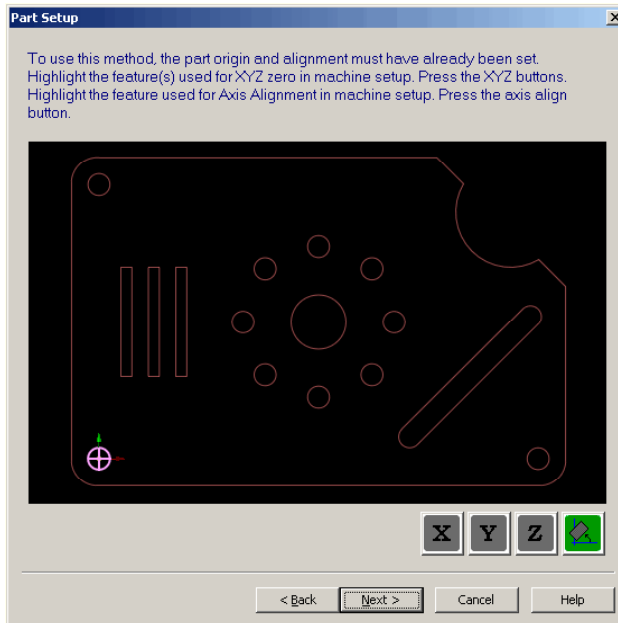 Part Setup
To use this method, the part origin and alignment must have already been set.
Highlight the feature(s) used for XYZ zero in machine setup. Press the XYZ buttons.
Highlight the feature used for Axis Alignment in machine setup. Press the axis align
button.
X Y Z
< Back Next > Cancel Help